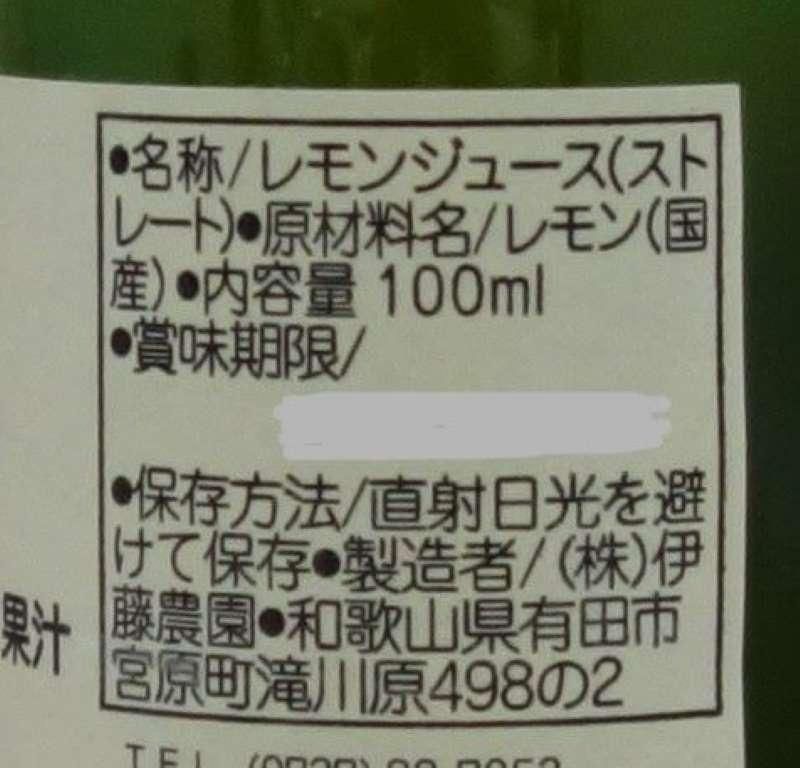 ●名称/レモンジュース(スト
レート)●原材料名/レモン(国
産)●内容量 100ml
●賞味期限/
●保存方法/直射日光を避
けて保存●製造者/(株)伊
藤農園●和歌山県有田市
宮原町滝川原498の2
果汁
TEL